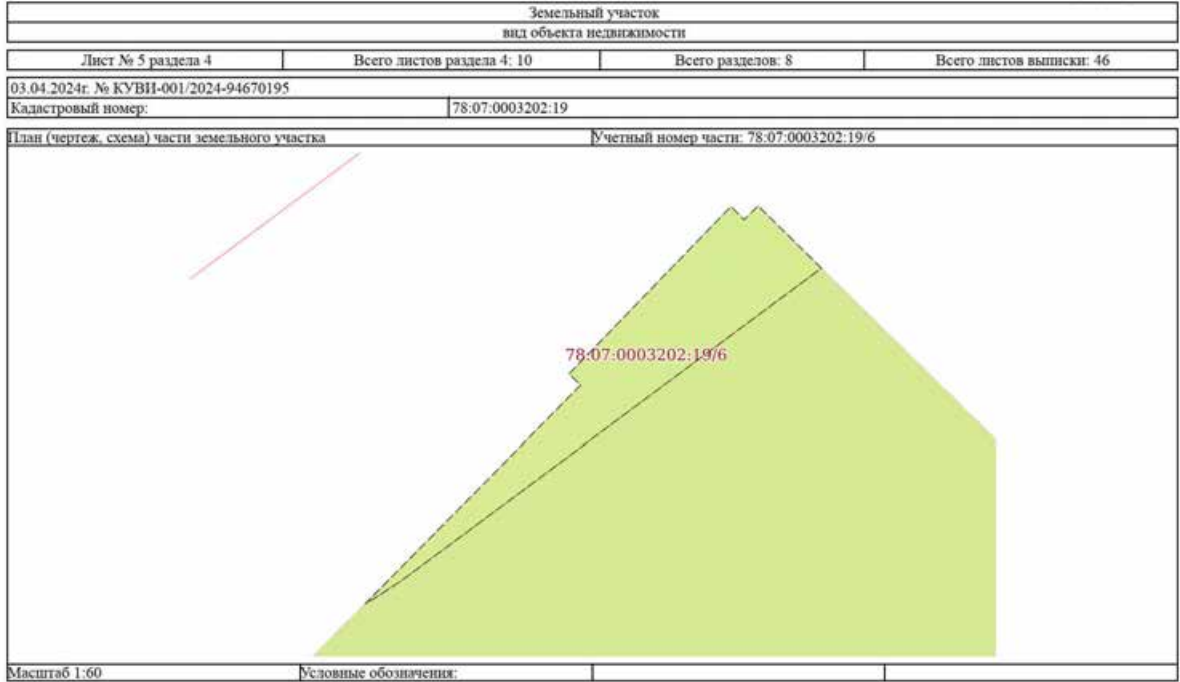 Земельный участок
вид объекта недвижимости
Лист № 5 раздела 4 Всего листов раздела 4: 10 Всего разделов: 8 Всего листов выписки: 46
03.04.2024г. № КУВИ-001/2024-94670195
Кадастровый номер: 78:07:0003202:19
План (чертеж, схема) части земельного участка Учетный номер части: 78:07:0003202:19/6
78:07:0003202:19/6
Масштаб 1:60 Условные обозначения: